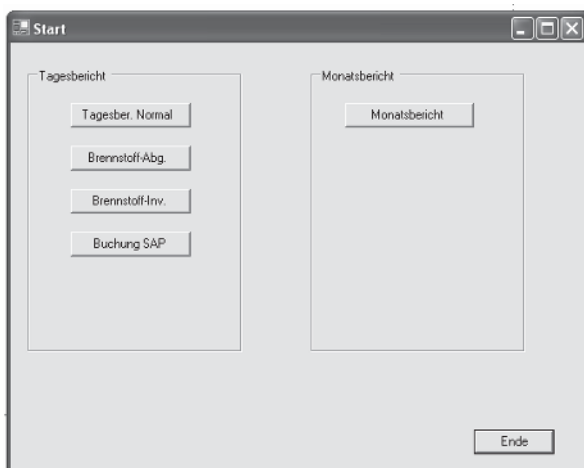 Start
Tagesbericht
Tagesber. Normal
Brennstoff-Abg.
Brennstoff-Inv.
Buchung SAP
Monatsbericht
Monatsbericht
Ende